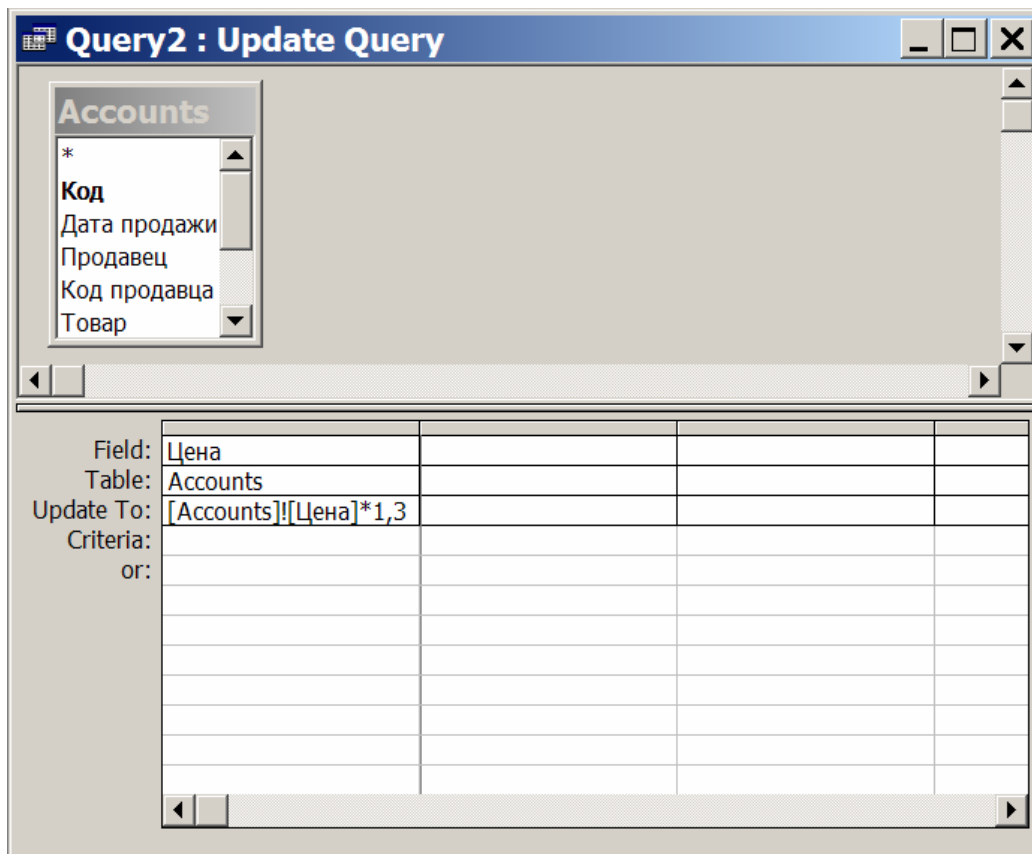 Query2 : Update Query
Accounts
*
Код
Дата продажи
Продавец
Код продавца
Товар
Field: Цена
Table: Accounts
Update To: [Accounts]![Цена]*1,3
Criteria:
or: